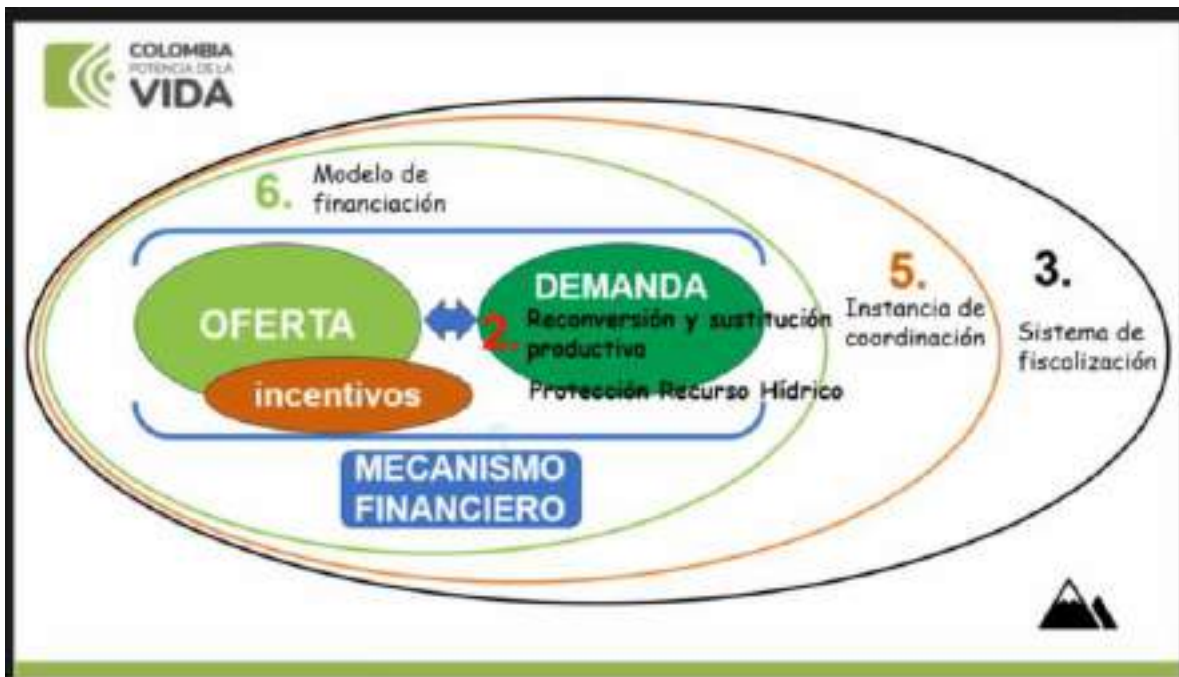 COLOMBIA
POTENCIA DE LA
VIDA
6. Modelo de
financiación
OFERTA
incentivos
DEMANDA
2. Reconversión y sustitución
productiva
Protección Recurso Hídrico
MECANISMO
FINANCIERO
5.
Instancia de
coordinación
3.
Sistema de
fiscalización